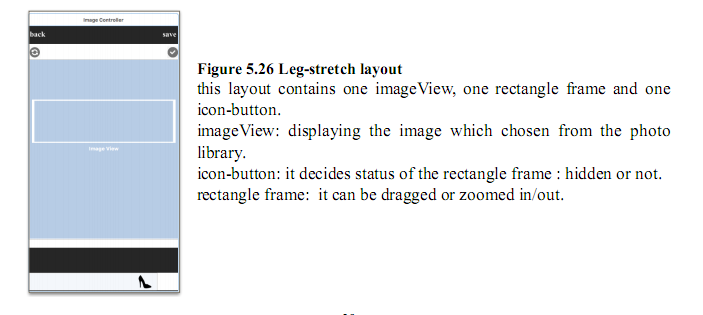 Image Controller
back save
Image View
Figure 5.26 Leg-stretch layout
this layout contains one imageView, one rectangle frame and one
icon-button.
imageView: displaying the image which chosen from the photo
library.
icon-button: it decides status of the rectangle frame : hidden or not.
rectangle frame: it can be dragged or zoomed in/out.